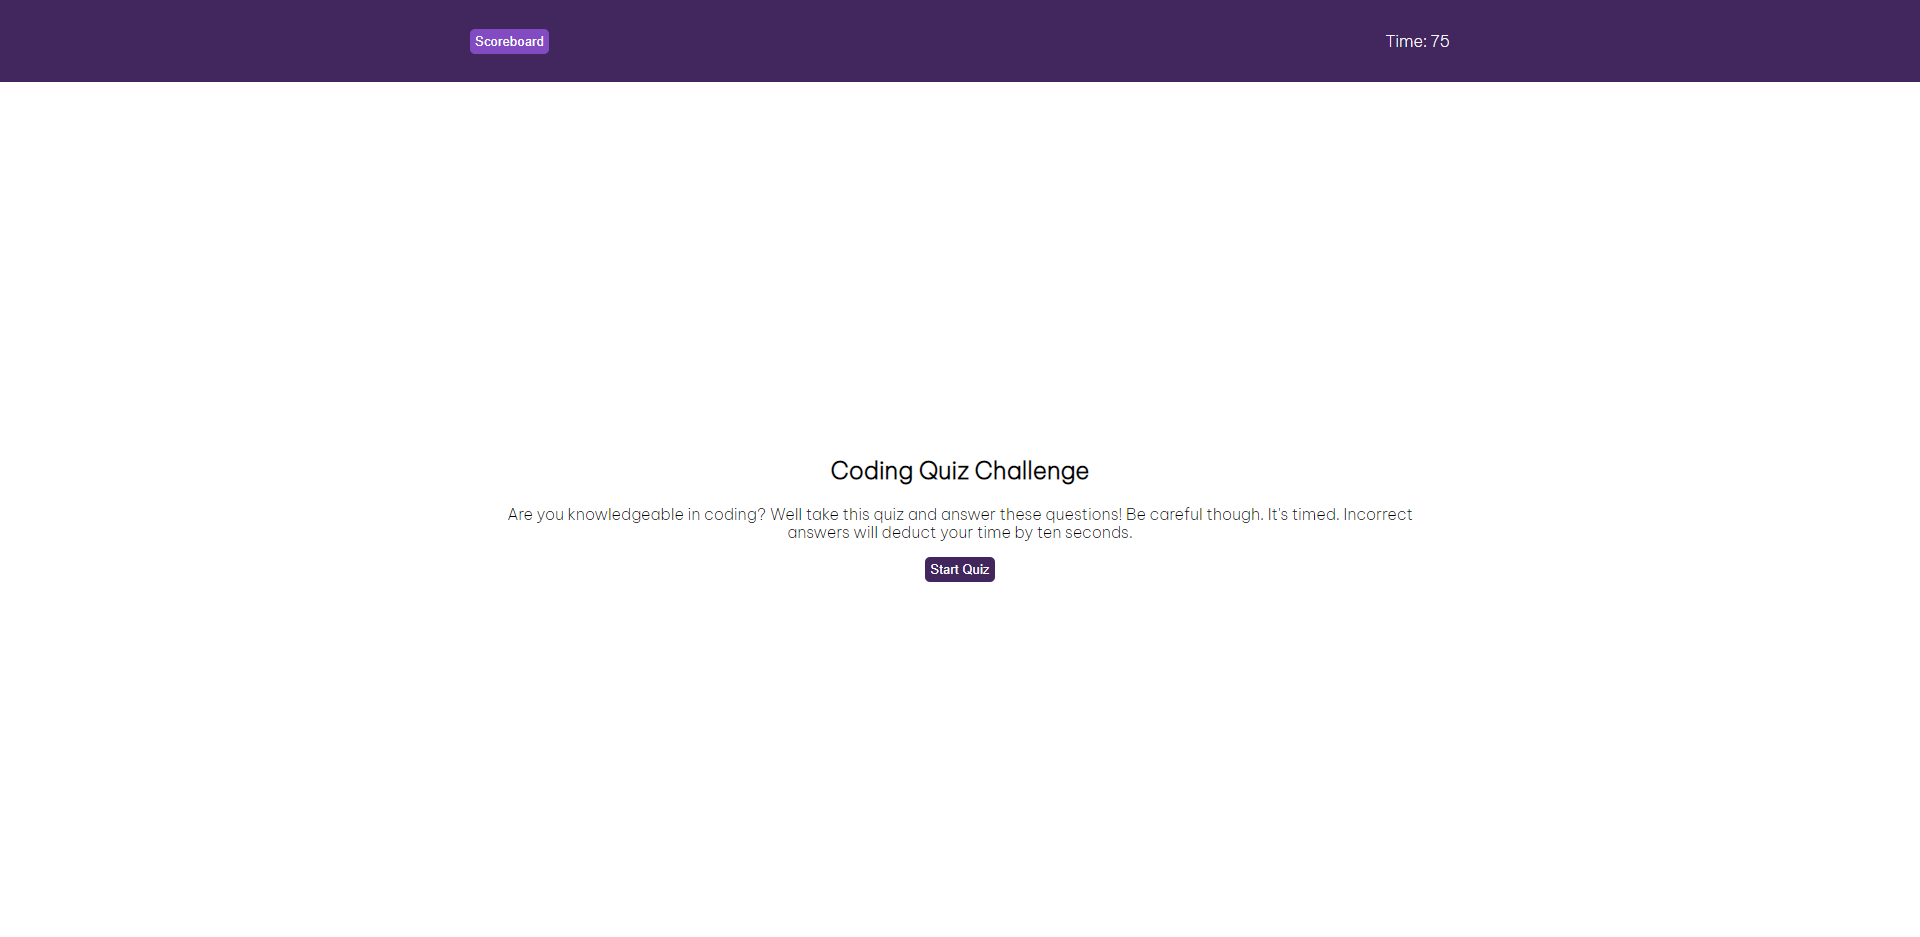 Scoreboard
Time: 75
Coding Quiz Challenge
Are you knowledgeable in coding? Well take this quiz and answer these questions! Be careful though. It's timed. Incorrect
answers will deduct your time by ten seconds.
Start Quiz